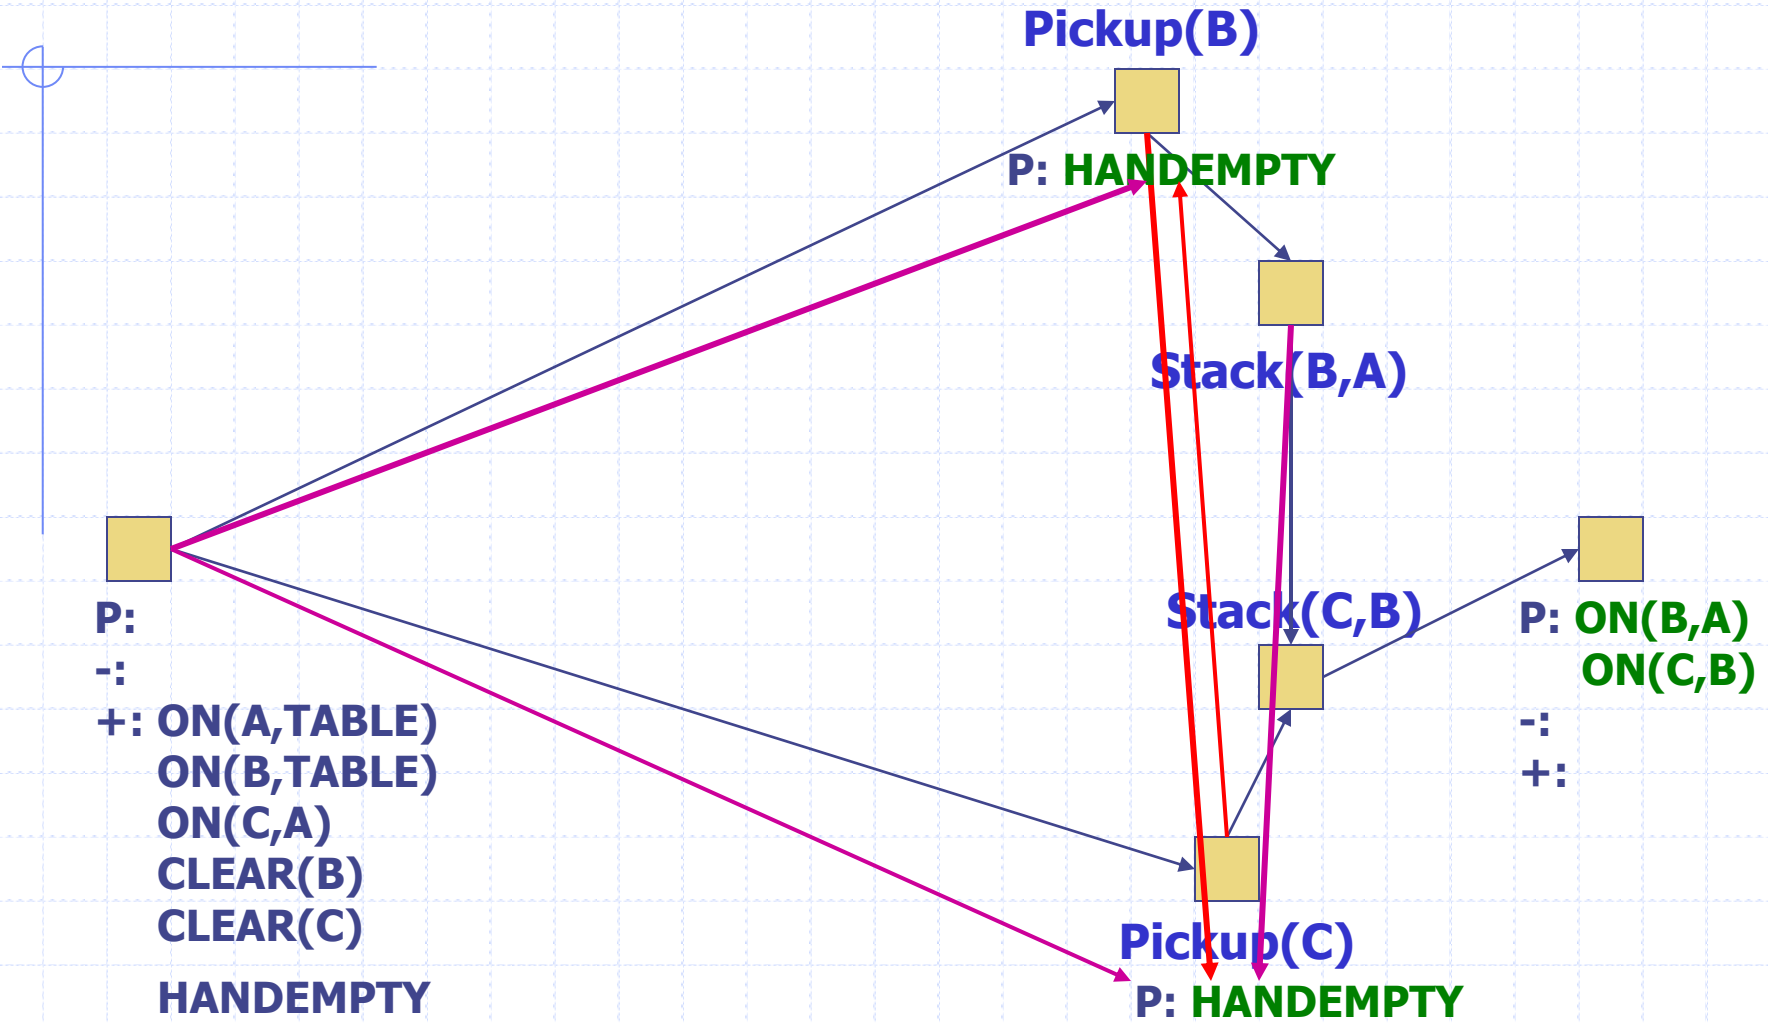 Pickup(B)
P: HANDEMPTY
Stack(B,A)
Stack(C,B)
P:
-:
+: ON(A,TABLE)
ON(B,TABLE)
ON(C,A)
CLEAR(B)
CLEAR(C)
HANDEMPTY
P: ON(B,A)
ON(C,B)
-:
+:
Pickup(C)
P: HANDEMPTY